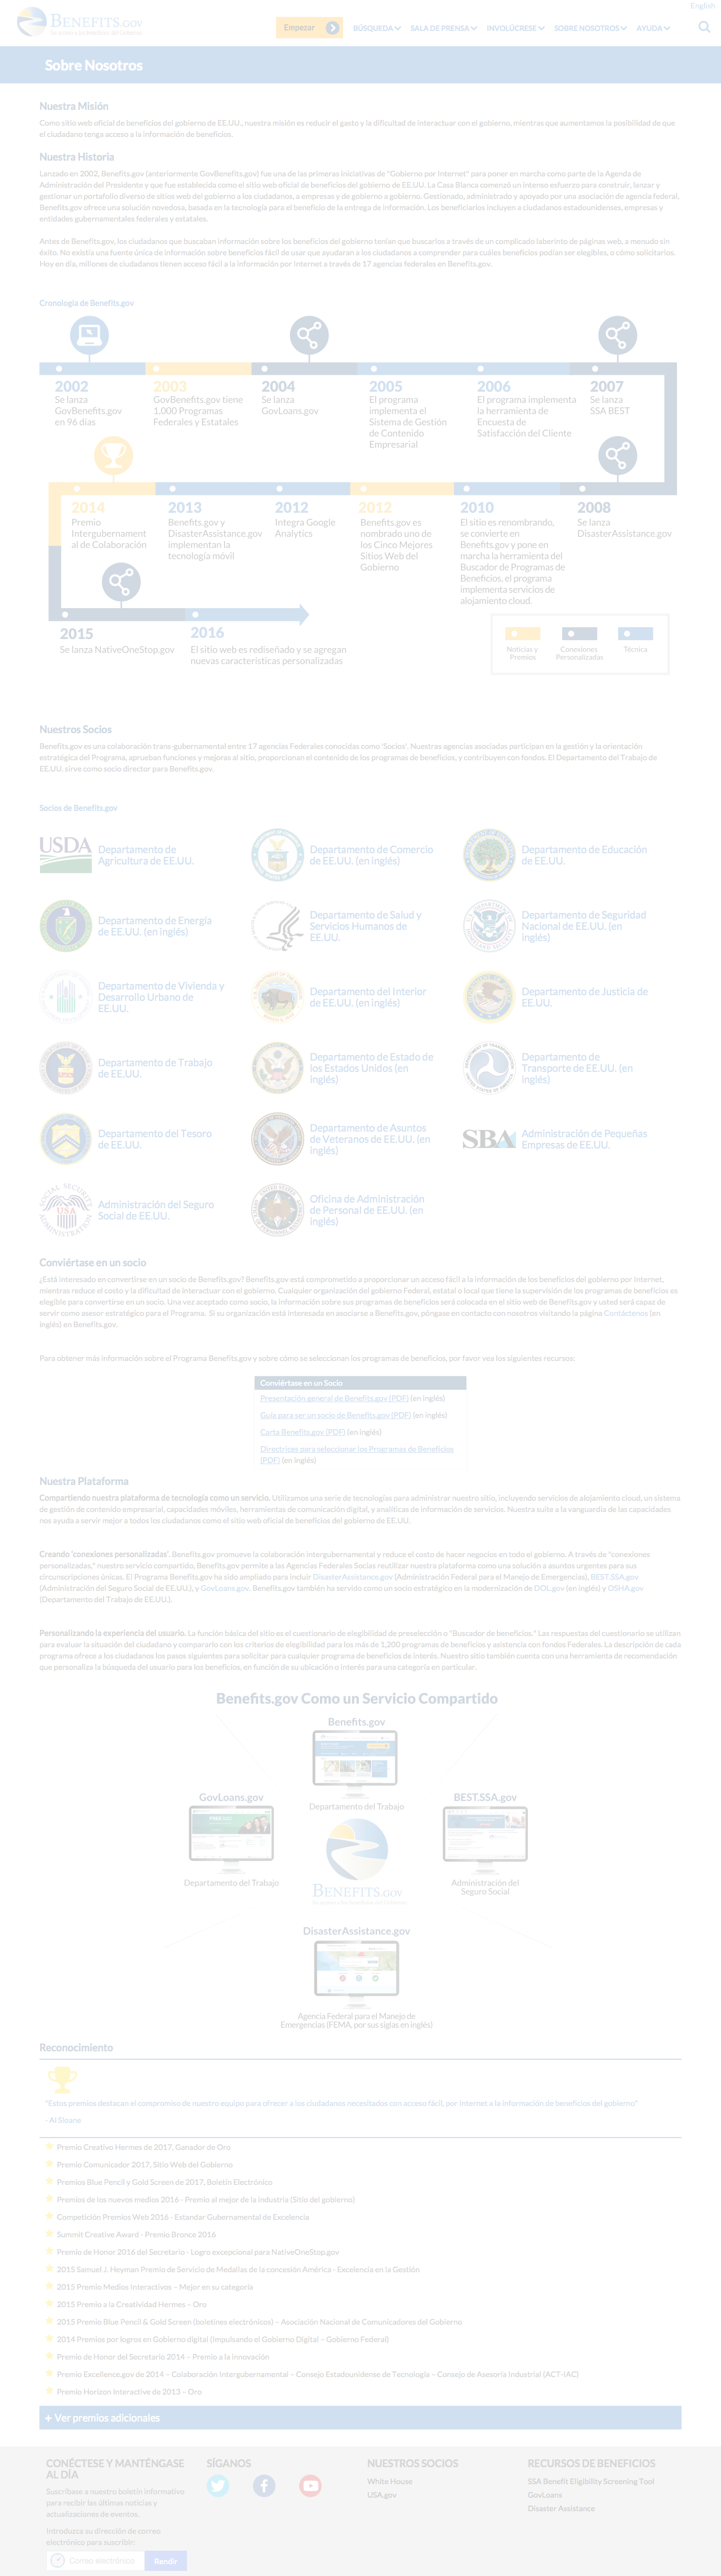 English
BENEFITS.GOV
Su acceso a los beneficios del Gobierno
Empezar
BÚSQUEDA
SALA DE PRENSA
INVOLÚCRESE
SOBRE NOSOTROS
AYUDA
Sobre Nosotros
Nuestra Misión
Como sitio web oficial de beneficios del gobierno de EE.UU., nuestra misión es reducir el gasto y la dificultad de interactuar con el gobierno, mientras que aumentamos la posibilidad de que
el ciudadano tenga acceso a la información de beneficios.
Nuestra Historia
Lanzado en 2002, Benefits.gov (anteriormente GovBenefits.gov) fue una de las primeras iniciativas de "Gobierno por Internet" para poner en marcha como parte de la Agenda de
Administración del Presidente y que fue establecida como el sitio web oficial de beneficios del gobierno de EE.UU. La Casa Blanca comenzó un intenso esfuerzo para construir, lanzar y
gestionar un portafolio diverso de sitios web del gobierno a los ciudadanos, a empresas y de gobierno a gobierno. Gestionado, administrado y apoyado por una asociación de agencia federal,
Benefits.gov ofrece una solución novedosa, basada en la tecnología para el beneficio de la entrega de información. Los beneficiarios incluyen a ciudadanos estadounidenses, empresas y
entidades gubernamentales federales y estatales.
Antes de Benefits.gov, los ciudadanos que buscaban información sobre los beneficios del gobierno tenían que buscarlos a través de un complicado laberinto de páginas web, a menudo sin
éxito. No existía una fuente única de información sobre beneficios fácil de usar que ayudaran a los ciudadanos a comprender para cuáles beneficios podían ser elegibles, o cómo solicitarlos.
Hoy en día, millones de ciudadanos tienen acceso fácil a la información por Internet a través de 17 agencias federales en Benefits.gov.
Cronología de Benefits.gov
2002
Se lanza
GovBenefits.gov
en 96 días
2003
GovBenefits.gov tiene
1,000 Programas
Federales y Estatales
2004
Se lanza
GovLoans.gov
2005
El programa
implementa el
Sistema de Gestión
de Contenido
Empresarial
2006
El programa implementa
la herramienta de
Encuesta de
Satisfacción del Cliente
2007
Se lanza
SSA BEST
2014
Premio
Intergubernament
al de Colaboración
2013
Benefits.gov y
DisasterAssistance.gov
implementan la
tecnología móvil
2012
Integra Google
Analytics
2012
Benefits.gov es
nombrado uno de
los Cinco Mejores
Sitios Web del
Gobierno
2010
El sitio es renombrando,
se convierte en
Benefits.gov y pone en
marcha la herramienta del
Buscador de Programas de
Beneficios, el programa
implementa servicios de
alojamiento cloud.
2008
Se lanza
DisasterAssistance.gov
2015
Se lanza NativeOneStop.gov
2016
El sitio web es rediseñado y se agregan
nuevas características personalizadas
Noticias y
Premios
Conexiones
Personalizadas
Técnica
Nuestros Socios
Benefits.gov es una colaboración trans-gubernamental entre 17 agencias Federales conocidas como 'Socios'. Nuestras agencias asociadas participan en la gestión y la orientación
estratégica del Programa, aprueban funciones y mejoras al sitio, proporcionan el contenido de los programas de beneficios, y contribuyen con fondos. El Departamento del Trabajo de
EE.UU. sirve como socio director para Benefits.gov.
Socios de Benefits.gov
USDA
Departamento de
Agricultura de EE.UU.
Departamento de Comercio
de EE.UU. (en inglés)
Departamento de Educación
de EE.UU.
Departamento de Energía
de EE.UU. (en inglés)
Departamento de Salud y
Servicios Humanos de
EE.UU.
Departamento de Seguridad
Nacional de EE.UU. (en
inglés)
Departamento de Vivienda y
Desarrollo Urbano de
EE.UU.
Departamento del Interior
de EE.UU. (en inglés)
Departamento de Justicia de
EE.UU.
Departamento de Trabajo
de EE.UU.
Departamento de Estado de
los Estados Unidos (en
inglés)
Departamento de
Transporte de EE.UU. (en
inglés)
Departamento del Tesoro
de EE.UU.
Departamento de Asuntos
de Veteranos de EE.UU. (en
inglés)
SBA
Administración de Pequeñas
Empresas de EE.UU.
SOCIAL SECURITY
USA
ADMINISTRATION
Administración del Seguro
Social de EE.UU.
Oficina de Administración
de Personal de EE.UU. (en
inglés)
Conviértase en un socio
¿Está interesado en convertirse en un socio de Benefits.gov? Benefits.gov está comprometido a proporcionar un acceso fácil a la información de los beneficios del gobierno por Internet,
mientras reduce el costo y la dificultad de interactuar con el gobierno. Cualquier organización del gobierno Federal, estatal o local que tiene la supervisión de los programas de beneficios es
elegible para convertirse en un socio. Una vez aceptado como socio, la información sobre sus programas de beneficios será colocada en el sitio web de Benefits.gov y usted será capaz de
servir como asesor estratégico para el Programa. Si su organización está interesada en asociarse a Benefits.gov, póngase en contacto con nosotros visitando la página Contáctenos (en
inglés) en Benefits.gov.
Para obtener más información sobre el Programa Benefits.gov y sobre cómo se seleccionan los programas de beneficios, por favor vea los siguientes recursos:
Conviértase en un Socio
Presentación general de Benefits.gov (PDF) (en inglés)
Guía para ser un socio de Benefits.gov (PDF) (en inglés)
Carta Benefits.gov (PDF) (en inglés)
Directrices para seleccionar los Programas de Beneficios
(PDF) (en inglés)
Nuestra Plataforma
Compartiendo nuestra plataforma de tecnología como un servicio. Utilizamos una serie de tecnologías para administrar nuestro sitio, incluyendo servicios de alojamiento cloud, un sistema
de gestión de contenido empresarial, capacidades móviles, herramientas de comunicación digital, y analíticas de información de servicios. Nuestra suite a la vanguardia de las capacidades
nos ayuda a servir mejor a todos los ciudadanos como el sitio web oficial de beneficios del gobierno de EE.UU.
Creando 'conexiones personalizadas'. Benefits.gov promueve la colaboración intergubernamental y reduce el costo de hacer negocios en todo el gobierno. A través de "conexiones
personalizadas," nuestro servicio compartido, Benefits.gov permite a las Agencias Federales Socias reutilizar nuestra plataforma como una solución a asuntos urgentes para sus
circunstancias únicas. El Programa Benefits.gov ha sido ampliado para incluir DisasterAssistance.gov (Administración Federal para el Manejo de Emergencias), BEST.SSA.gov
(Administración del Seguro Social de EE.UU.), y GovLoans.gov. Benefits.gov también ha servido como un socio estratégico en la modernización de DOL.gov (en inglés) y OSHA.gov
(Departamento del Trabajo de EE.UU.).
Personalizando la experiencia del usuario. La función básica del sitio es el cuestionario de elegibilidad de preselección o "Buscador de beneficios." Las respuestas del cuestionario se utilizan
para evaluar la situación del ciudadano y compararlo con los criterios de elegibilidad para los más de 1,200 programas de beneficios y asistencia con fondos Federales. La descripción de cada
programa ofrece a los ciudadanos los pasos siguientes para solicitar para cualquier programa de beneficios de interés. Nuestro sitio también cuenta con una herramienta de recomendación
que personaliza la búsqueda del usuario para los beneficios, en función de su ubicación o interés para una categoría en particular.
Benefits.gov Como un Servicio Compartido
Benefits.gov
Departamento del Trabajo
GovLoans.gov
Departamento del Trabajo
BEST.SSA.gov
Administración del
Seguro Social
BENEFITS.GOV
Su acceso a los beneficios del Gobierno
DisasterAssistance.gov
Agencia Federal para el Manejo de
Emergencias (FEMA, por sus siglas en inglés)
Reconocimiento
"Estos premios destacan el compromiso de nuestro equipo para ofrecer a los ciudadanos necesitados con acceso fácil, por Internet a la información de beneficios del gobierno"
- Al Sloane
Premio Creativo Hermes de 2017, Ganador de Oro
Premio Comunicador 2017, Sitio Web del Gobierno
Premios Blue Pencil y Gold Screen de 2017, Boletín Electrónico
Premios de los nuevos medios 2016 - Premio al mejor de la industria (Sitio del gobierno)
Competición Premios Web 2016 - Estandar Gubernamental de Excelencia
Summit Creative Award - Premio Bronce 2016
Premio de Honor 2016 del Secretario - Logro excepcional para NativeOneStop.gov
2015 Samuel J. Heyman Premio de Servicio de Medallas de la concesión América - Excelencia en la Gestión
2015 Premio Medios Interactivos – Mejor en su categoría
2015 Premio a la Creatividad Hermes – Oro
2015 Premio Blue Pencil & Gold Screen (boletines electrónicos) – Asociación Nacional de Comunicadores del Gobierno
2014 Premios por logros en Gobierno digital (Impulsando el Gobierno Digital – Gobierno Federal)
Premio de Honor del Secretario 2014 – Premio a la innovación
Premio Excellence.gov de 2014 – Colaboración Intergubernamental – Consejo Estadounidense de Tecnología – Consejo de Asesoría Industrial (ACT-IAC)
Premio Horizon Interactive de 2013 – Oro
+ Ver premios adicionales
CONÉCTESE Y MANTÉNGASE
AL DÍA
Suscríbase a nuestro boletín informativo
para recibir las últimas noticias y
actualizaciones de eventos.
Introduzca su dirección de correo
electrónico para suscribir:
Correo electrónico
Rendir
SÍGANOS
NUESTROS SOCIOS
White House
USA.gov
RECURSOS DE BENEFICIOS
SSA Benefit Eligibility Screening Tool
GovLoans
Disaster Assistance